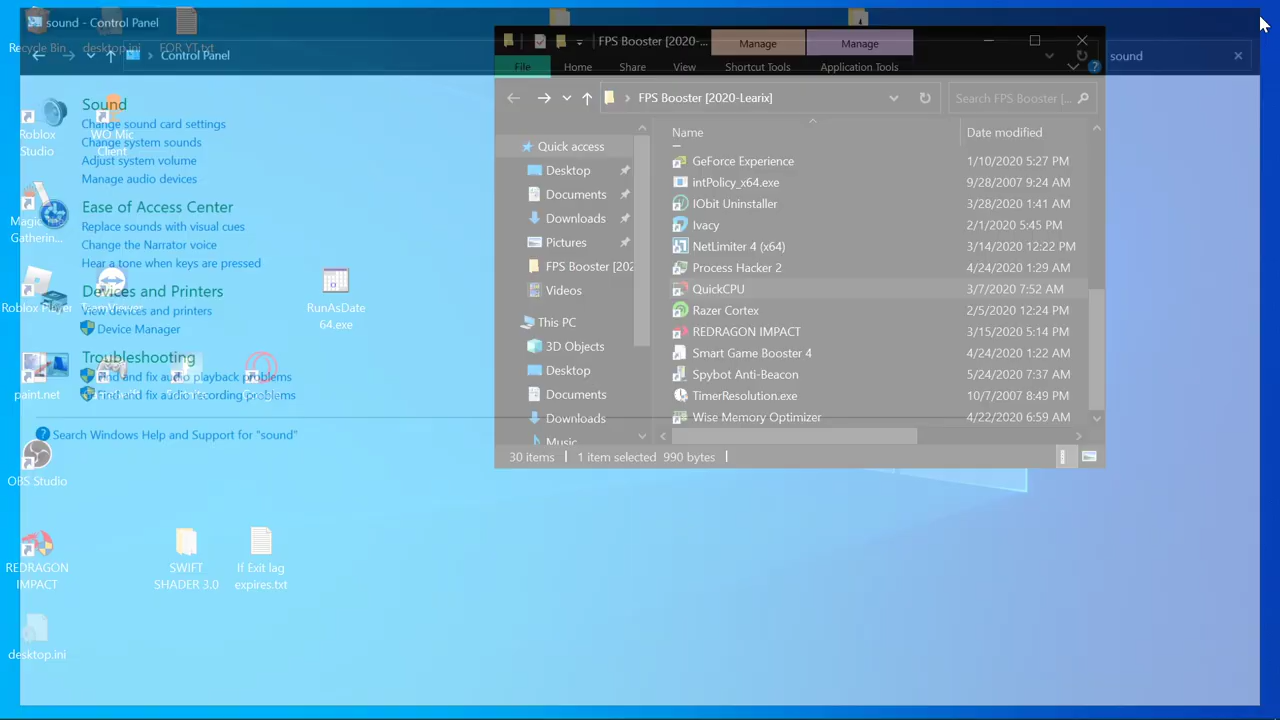 sound - Control Panel
Control Panel
sound
Sound
Change sound card settings
Change system sounds
Adjust system volume
Manage audio devices
Ease of Access Center
Replace sounds with visual cues
Change the Narrator voice
Hear a tone when keys are pressed
Devices and Printers
View devices and printers
Device Manager
Troubleshooting
Find and fix audio playback problems
Find and fix audio recording problems
Search Windows Help and Support for "sound"
Recycle Bin
desktop.ini
FOR YT.txt
Roblox
Studio
WO Mic
Client
Magic: The
Gatherin...
Roblox Player
TeamViewer
RunAsDate
64.exe
paint.net
OBS Studio
REDRAGON
IMPACT
SWIFT
SHADER 3.0
If Exit lag
expires.txt
desktop.ini
FPS Booster [2020-...
Manage
Manage
File
Home
Share
View
Shortcut Tools
Application Tools
FPS Booster [2020-Learix]
Search FPS Booster [...
Quick access
Desktop
Documents
Downloads
Pictures
FPS Booster [202
Videos
This PC
3D Objects
Desktop
Documents
Downloads
Music
Name
Date modified
GeForce Experience 1/10/2020 5:27 PM
intPolicy_x64.exe 9/28/2007 9:24 AM
IObit Uninstaller 3/28/2020 1:41 AM
Ivacy 2/1/2020 5:45 PM
NetLimiter 4 (x64) 3/14/2020 12:22 PM
Process Hacker 2 4/24/2020 1:29 AM
QuickCPU 3/7/2020 7:52 AM
Razer Cortex 2/5/2020 12:24 PM
REDRAGON IMPACT 3/15/2020 5:14 PM
Smart Game Booster 4 4/24/2020 1:22 AM
Spybot Anti-Beacon 5/24/2020 7:37 AM
TimerResolution.exe 10/7/2007 8:49 PM
Wise Memory Optimizer 4/22/2020 6:59 AM
30 items
1 item selected 990 bytes